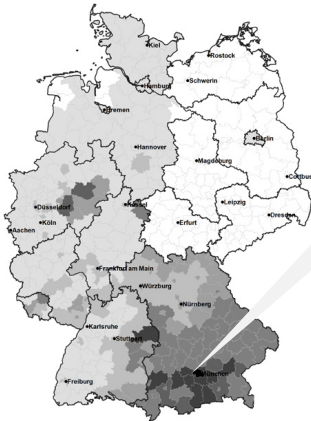 Kiel
Rostock
Hamburg
Schwerin
Bremen
Berlin
Hannover
Magdeburg
Cottbus
Düsseldorf
Kassel
Leipzig
Köln
Erfurt
Dresden
Aachen
Frankfurt am Main
Würzburg
Nürnberg
Karlsruhe
Stuttgart
München
Freiburg